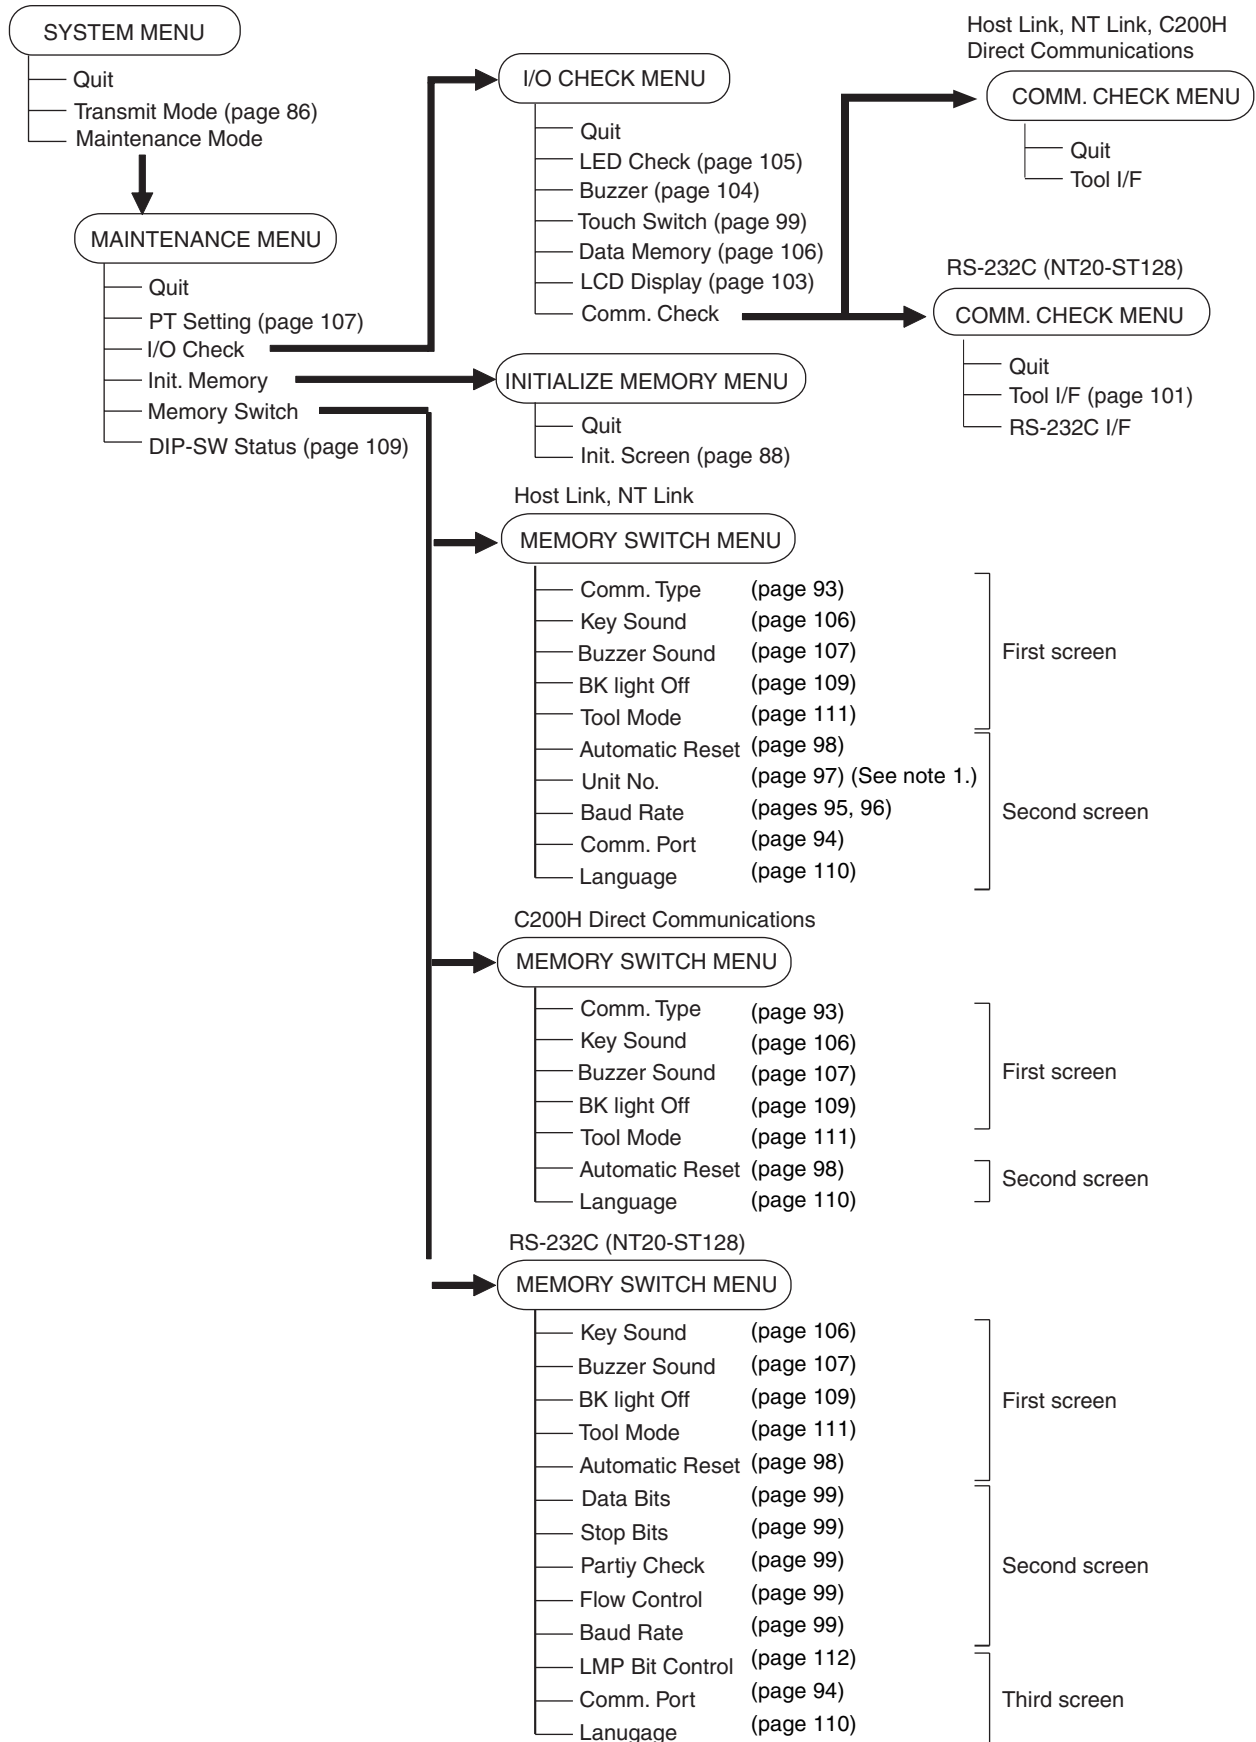 SYSTEM MENU
Quit
Transmit Mode (page 86)
Maintenance Mode
MAINTENANCE MENU
Quit
PT Setting (page 107)
I/O Check
Init. Memory
Memory Switch
DIP-SW Status (page 109)
I/O CHECK MENU
Quit
LED Check (page 105)
Buzzer (page 104)
Touch Switch (page 99)
Data Memory (page 106)
LCD Display (page 103)
Comm. Check
Host Link, NT Link, C200H
Direct Communications
COMM. CHECK MENU
Quit
Tool I/F
RS-232C (NT20-ST128)
COMM. CHECK MENU
Quit
Tool I/F (page 101)
RS-232C I/F
INITIALIZE MEMORY MENU
Quit
Init. Screen (page 88)
Host Link, NT Link
MEMORY SWITCH MENU
Comm. Type (page 93)
Key Sound (page 106)
Buzzer Sound (page 107)
BK light Off (page 109)
Tool Mode (page 111)
First screen
Automatic Reset (page 98)
Unit No. (page 97) (See note 1.)
Baud Rate (pages 95, 96)
Comm. Port (page 94)
Language (page 110)
Second screen
C200H Direct Communications
MEMORY SWITCH MENU
Comm. Type (page 93)
Key Sound (page 106)
Buzzer Sound (page 107)
BK light Off (page 109)
Tool Mode (page 111)
First screen
Automatic Reset (page 98)
Language (page 110)
Second screen
RS-232C (NT20-ST128)
MEMORY SWITCH MENU
Key Sound (page 106)
Buzzer Sound (page 107)
BK light Off (page 109)
Tool Mode (page 111)
Automatic Reset (page 98)
First screen
Data Bits (page 99)
Stop Bits (page 99)
Partiy Check (page 99)
Flow Control (page 99)
Baud Rate (page 99)
Second screen
LMP Bit Control (page 112)
Comm. Port (page 94)
Lanugage (page 110)
Third screen